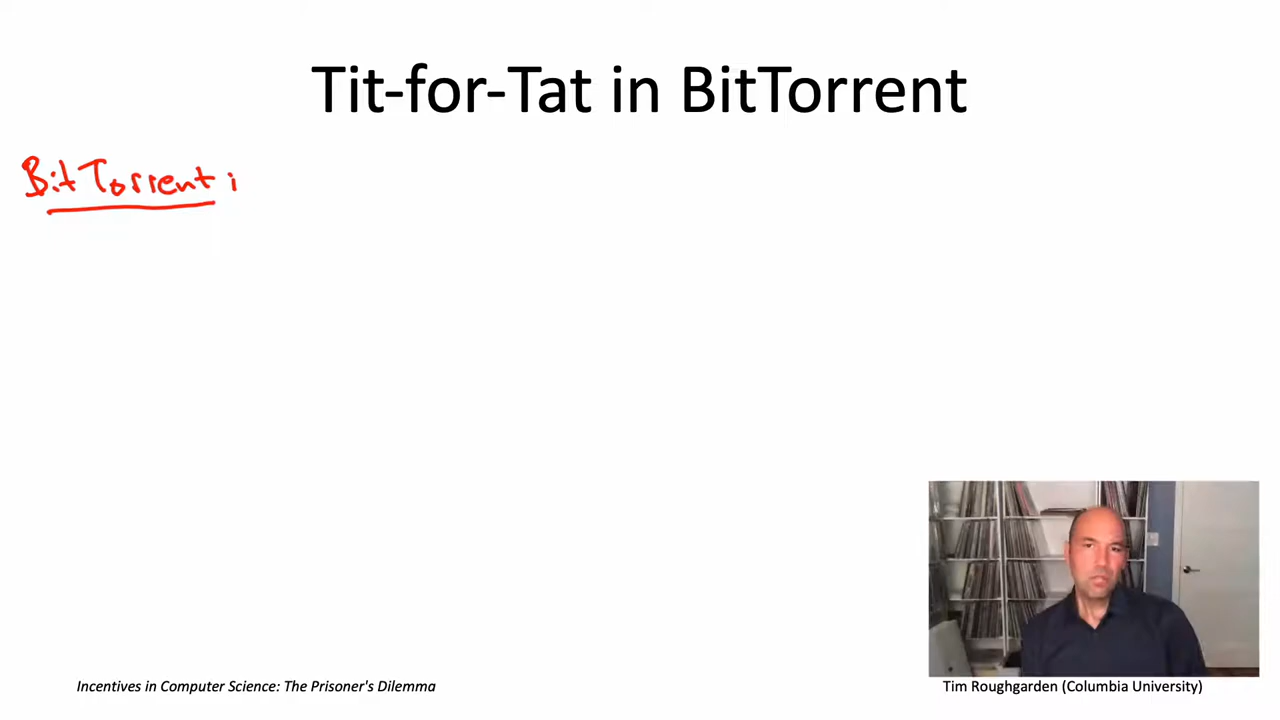 Tit-for-Tat in BitTorrent
BitTorrent:
Incentives in Computer Science: The Prisoner's Dilemma
Tim Roughgarden (Columbia University)